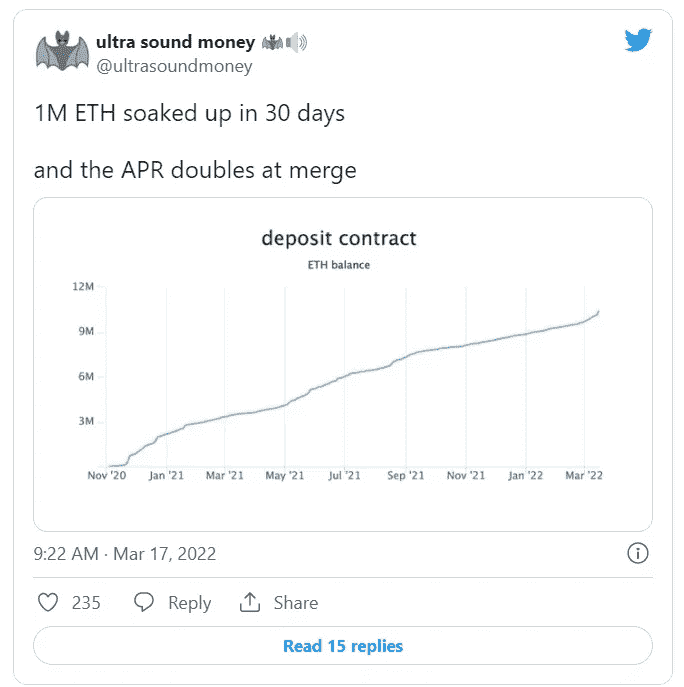 ultra sound money 🦇🔊
@ultrasoundmoney
1M ETH soaked up in 30 days
and the APR doubles at merge
deposit contract
ETH balance
12M
9M
6M
3M
Nov '20 Jan '21 Mar '21 May '21 Jul '21 Sep '21 Nov '21 Jan '22 Mar '22
9:22 AM · Mar 17, 2022
235 Reply Share
Read 15 replies